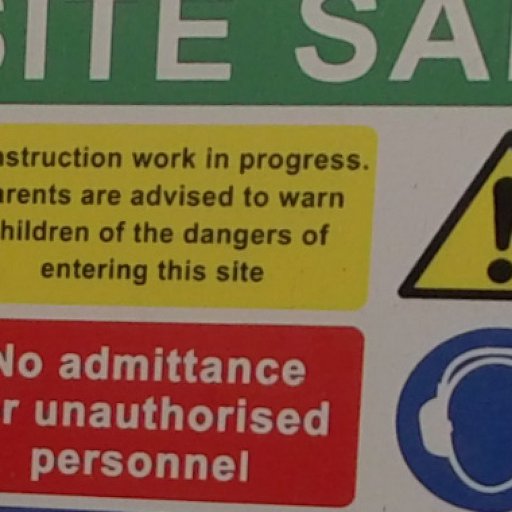 SITE SA
nstruction work in progress.
arents are advised to warn
hildren of the dangers of
entering this site
No admittance
r unauthorised
personnel